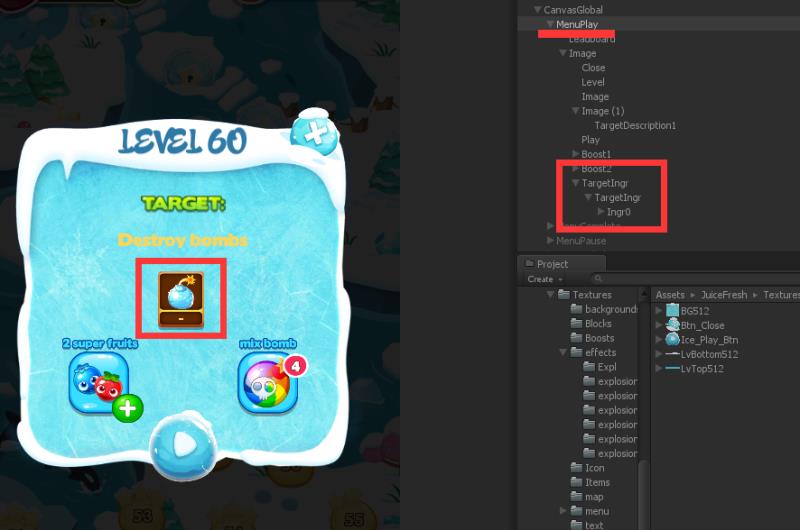 LEVEL 60
TARGET:
Destroy bombs
-
2 super fruits
mix bomb
4
53
54
55
CanvasGlobal
MenuPlay
Leadboard
Image
Close
Level
Image
Image (1)
TargetDescription1
Play
Boost1
Boost2
TargetIngr
TargetIngr
Ingr0
MenuComplete
MenuPause
Project
Create
Textures
backgrounds
Blocks
Boosts
effects
Expl
explosion
explosion
explosion
explosion
explosion
explosion
Icon
Items
map
menu
text
Assets ▸ JuiceFresh ▸ Textures
BG512
Btn_Close
Ice_Play_Btn
LvBottom512
LvTop512